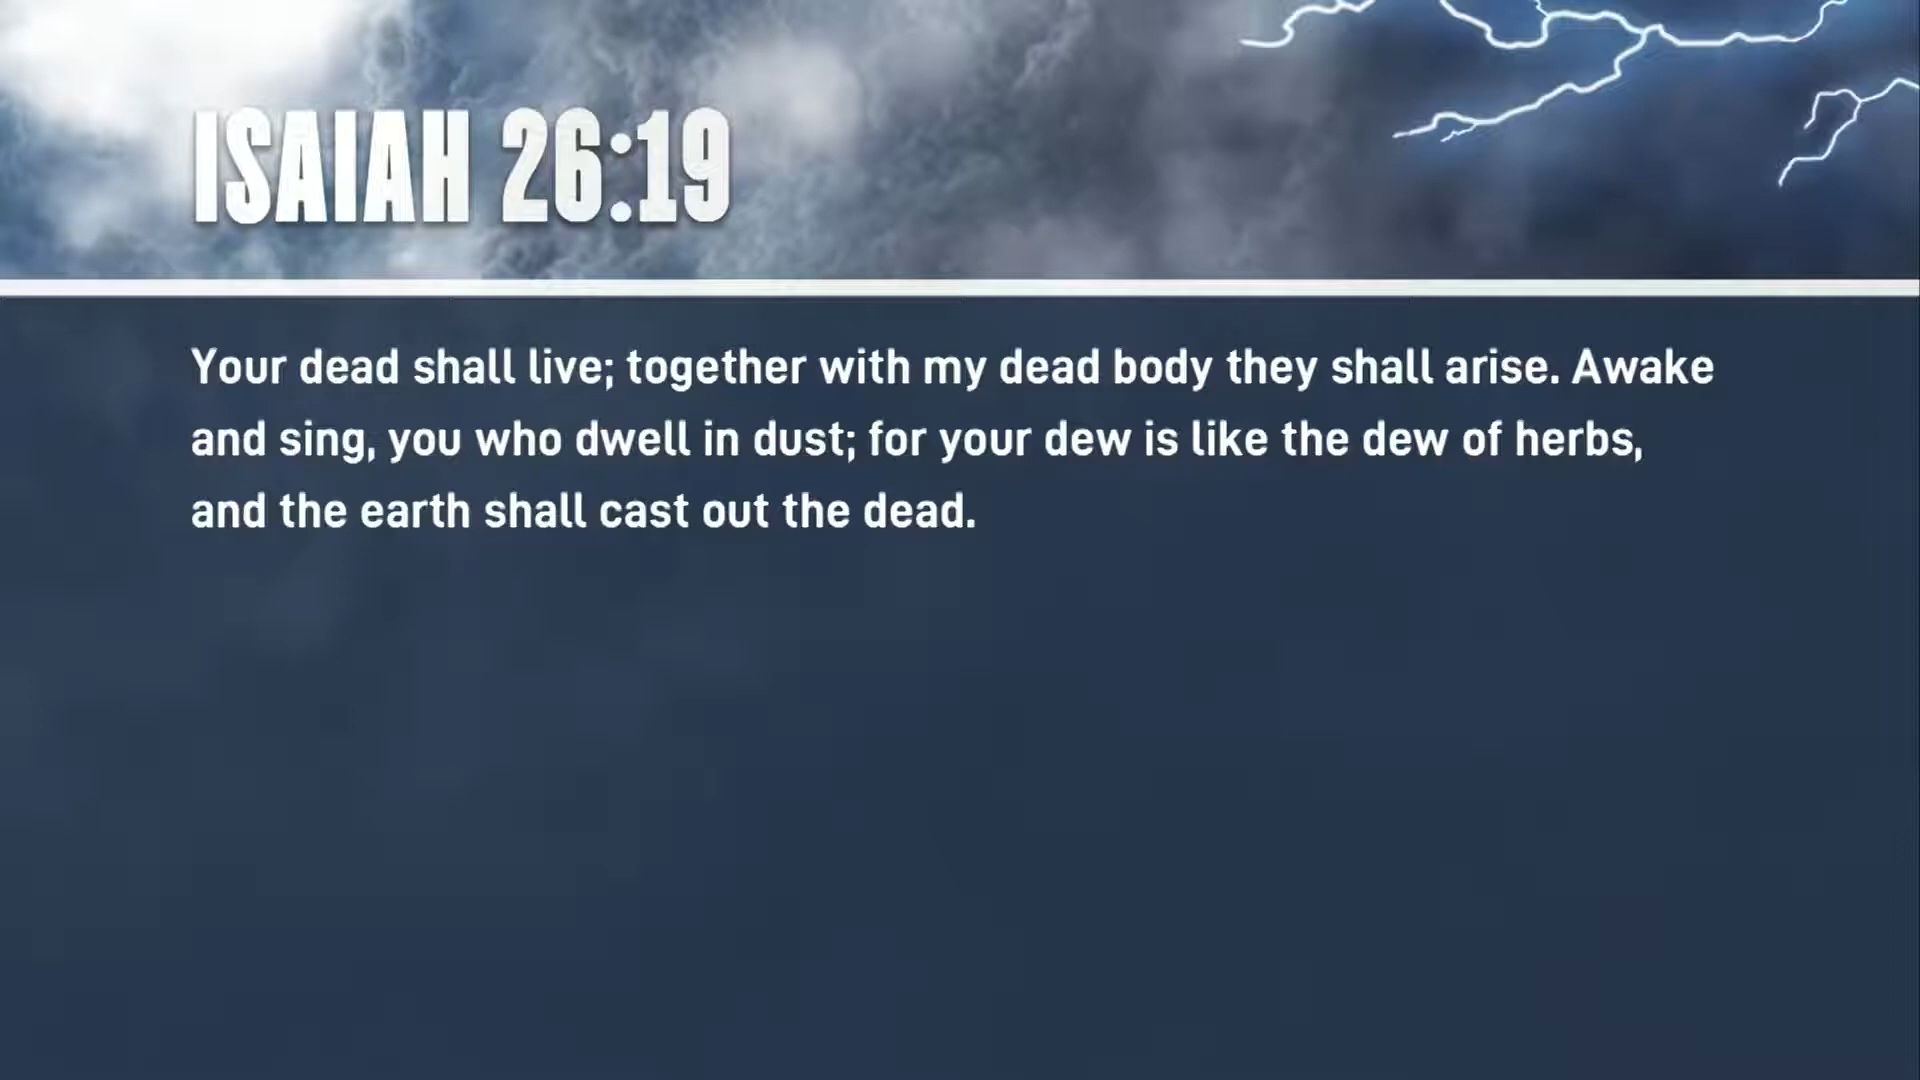 ISAIAH 26:19
Your dead shall live; together with my dead body they shall arise. Awake
and sing, you who dwell in dust; for your dew is like the dew of herbs,
and the earth shall cast out the dead.